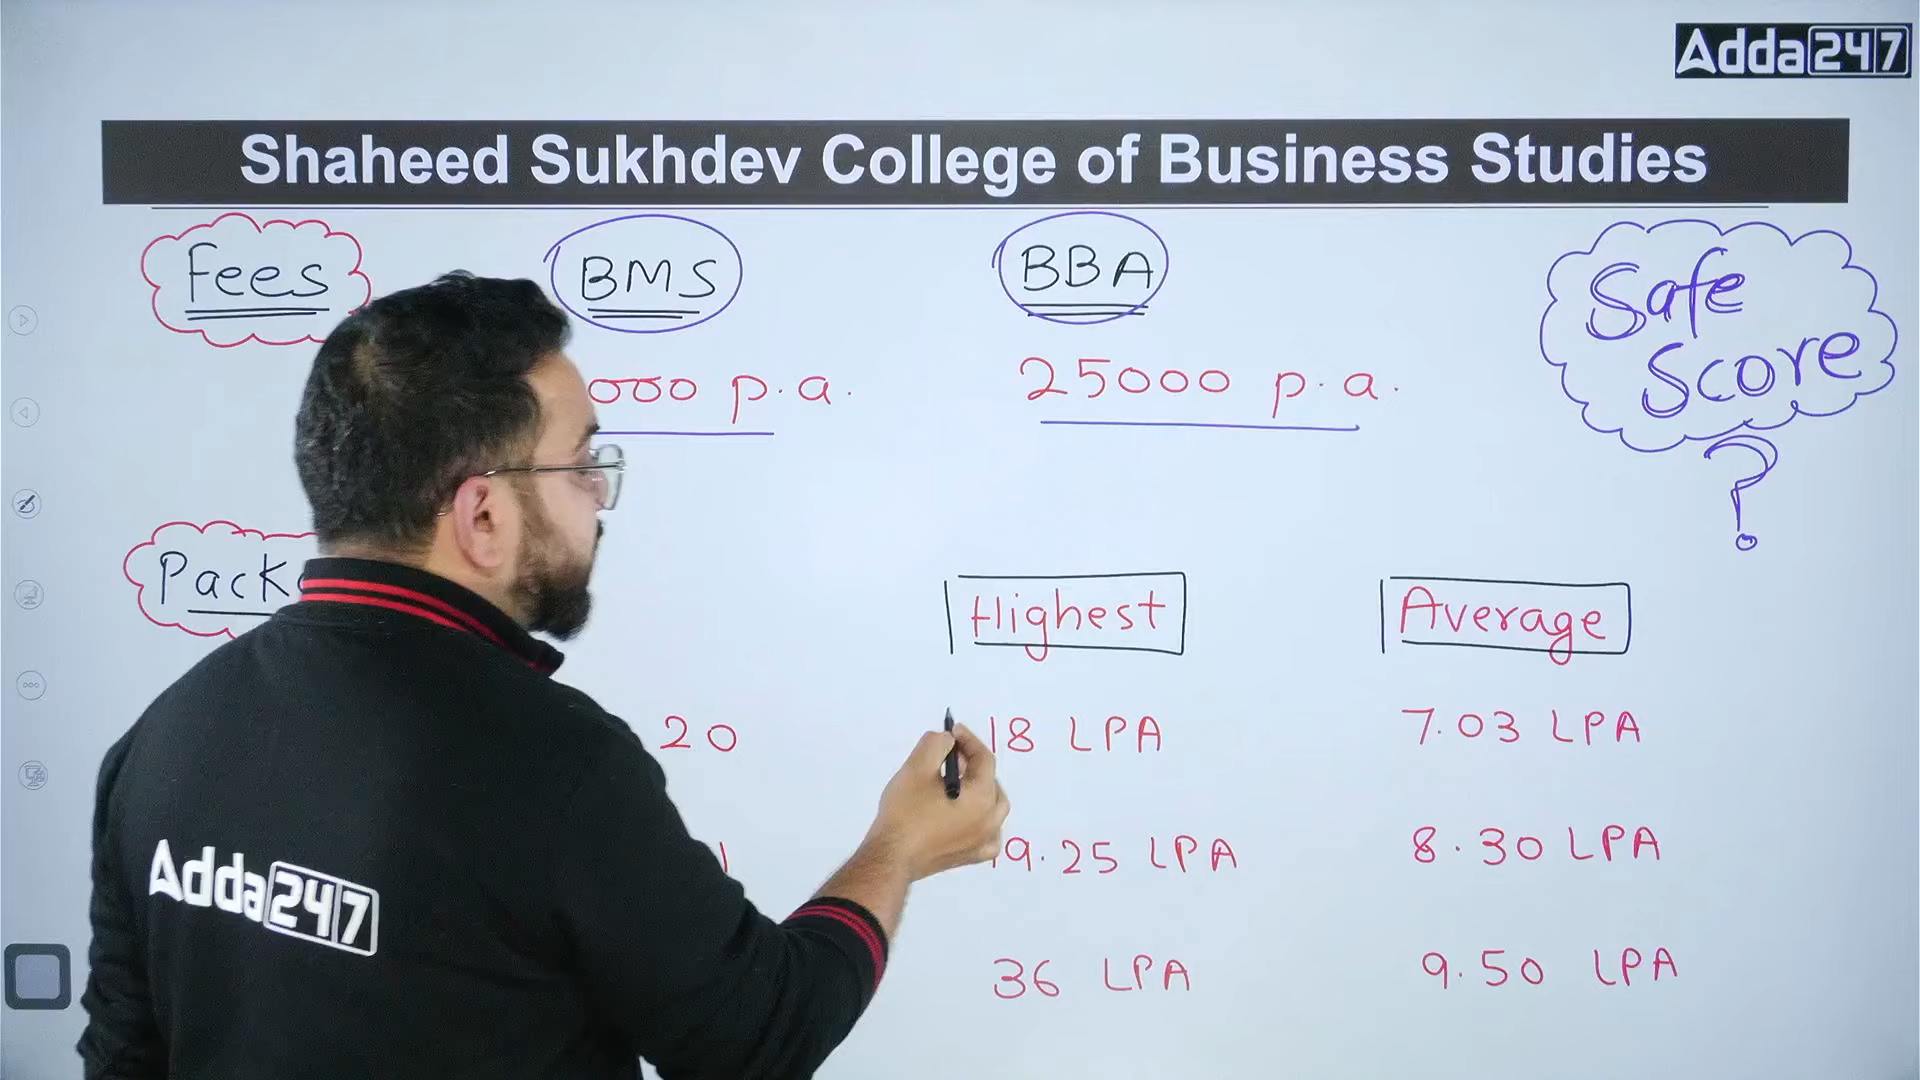 Adda247
Shaheed Sukhdev College of Business Studies
Fees BMS BBA Safe Score ?
000 p.a. 25000 p.a.
Pack Highest Average
20 18 LPA 7.03 LPA
19.25 LPA 8.30 LPA
36 LPA 9.50 LPA
Adda247